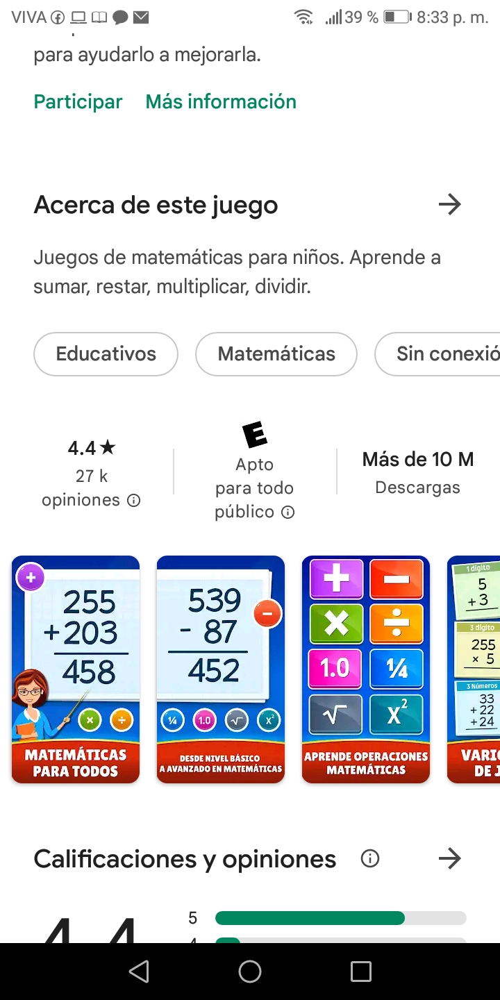 VIVA 39 % 8:33 p. m.
para ayudarlo a mejorarla.
Participar Más información
Acerca de este juego
Juegos de matemáticas para niños. Aprende a
sumar, restar, multiplicar, dividir.
Educativos Matemáticas Sin conexió
4.4★
27 k
opiniones
E
Apto
para todo
público
Más de 10 M
Descargas
+
255
+203
458
× ÷
MATEMÁTICAS
PARA TODOS
539
- 87
452
−
¼ 1.0 √ x²
DESDE NIVEL BÁSICO
A AVANZADO EN MATEMÁTICAS
+ −
× ÷
1.0 ¼
√ x²
APRENDE OPERACIONES
MATEMÁTICAS
1 dígito
5
+ 3
3 dígito
255
× 5
3 Números
33
+ 22
+ 24
VARIO
DE J
Calificaciones y opiniones
4.4
5
4